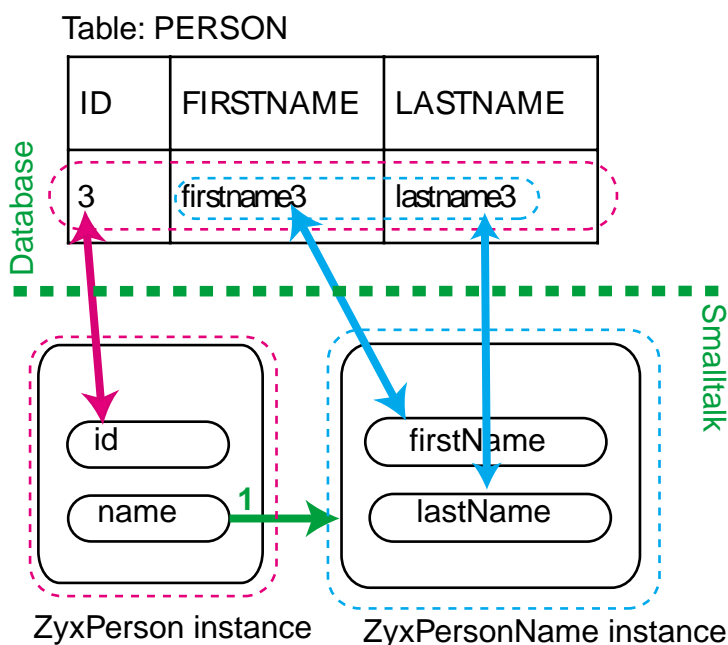 Table: PERSON
ID FIRSTNAME LASTNAME
3 firstname3 lastname3
Database
Smalltalk
id
firstName
name
1
lastName
ZyxPerson instance
ZyxPersonName instance